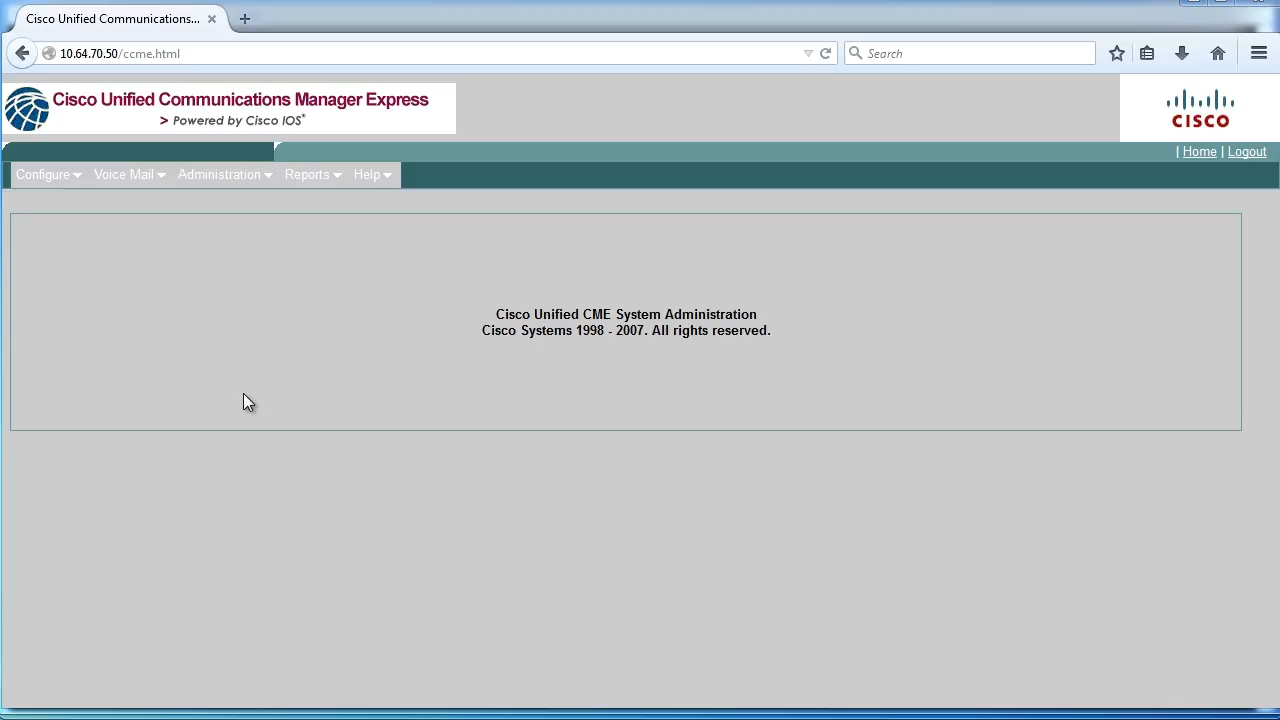 Cisco Unified Communications...
10.64.70.50/ccme.html
Search
Cisco Unified Communications Manager Express
> Powered by Cisco IOS®
CISCO
| Home | Logout
Configure Voice Mail Administration Reports Help
Cisco Unified CME System Administration
Cisco Systems 1998 - 2007. All rights reserved.